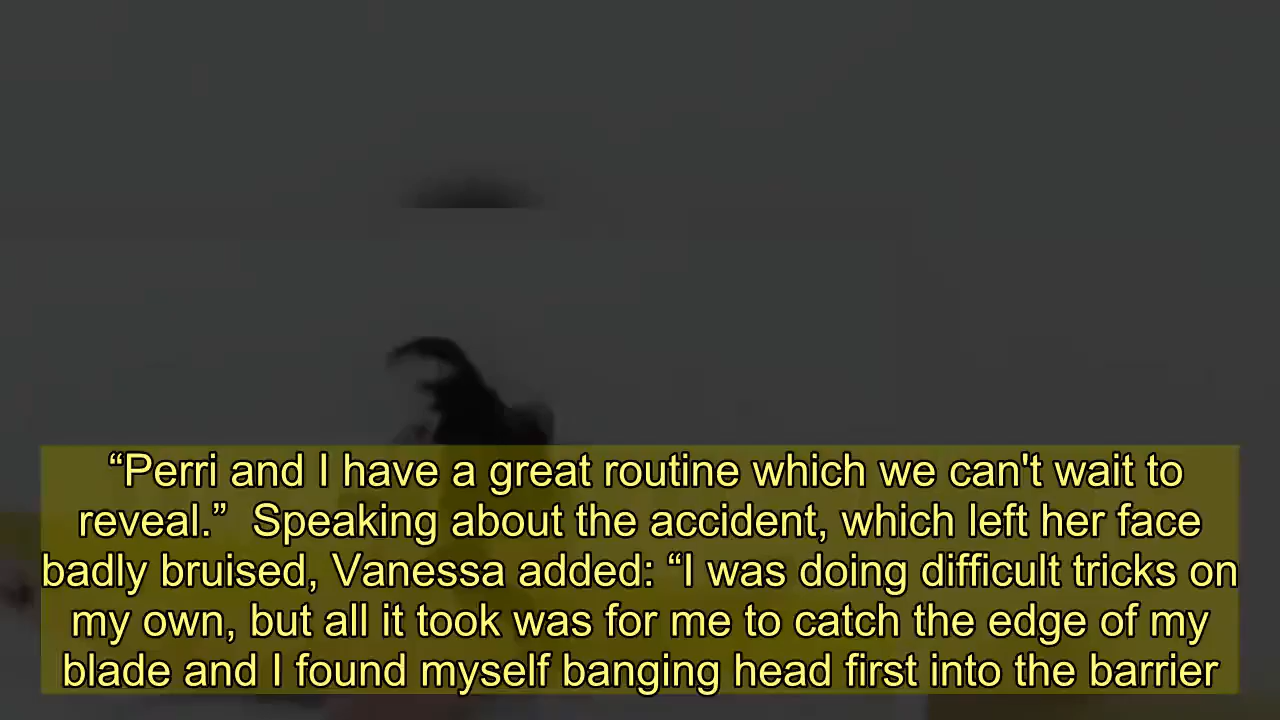 “Perri and I have a great routine which we can't wait to
reveal.”  Speaking about the accident, which left her face
badly bruised, Vanessa added: “I was doing difficult tricks on
my own, but all it took was for me to catch the edge of my
blade and I found myself banging head first into the barrier